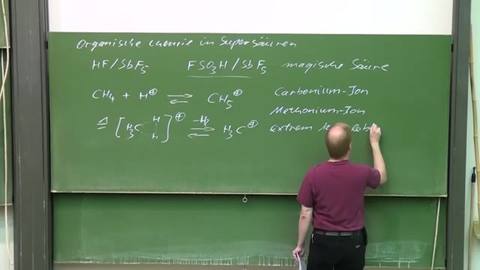 Organische Chemie in Supersäuren
HF/SbF₅ FSO₃H/SbF₅ magische Säure
CH₄ + H⊕ ⇌ CH₅⊕ Carbonium-Ion
Methonium-Ion
≙ [H₃C H H]⊕ -H₂ ⇌ H₃C⊕ extrem